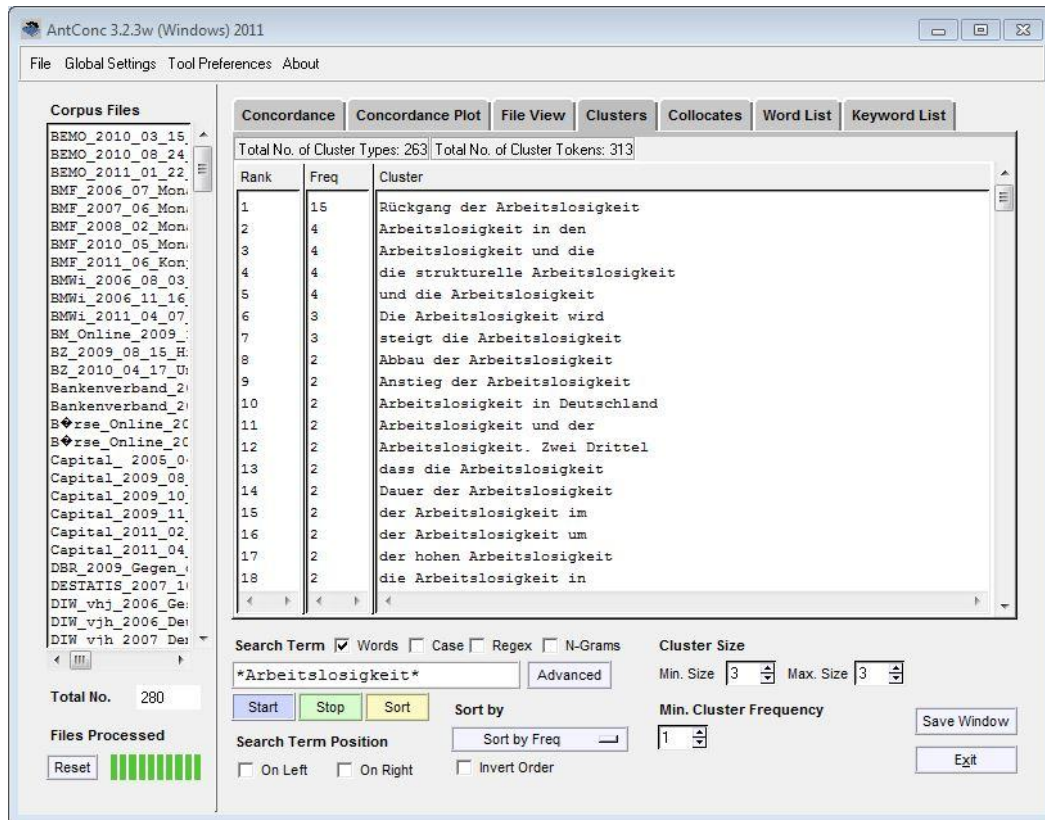 AntConc 3.2.3w (Windows) 2011
File Global Settings Tool Preferences About
Corpus Files
BEMO_2010_03_15_
BEMO_2010_08_24_
BEMO_2011_01_22_
BMF_2006_07_Mon
BMF_2007_06_Mon
BMF_2008_02_Mon
BMF_2010_05_Mon
BMF_2011_06_Kon
BMWi_2006_08_03_
BMWi_2006_11_16_
BMWi_2011_04_07_
BM_Online_2009_
BZ_2009_08_15_H
BZ_2010_04_17_U
Bankenverband_2
Bankenverband_2
B�rse_Online_20
B�rse_Online_20
Capital_ 2005_0
Capital_2009_08_
Capital_2009_10_
Capital_2009_11_
Capital_2011_02_
Capital_2011_04_
DBR_2009_Gegen_
DESTATIS_2007_1
DIW_vhj_2006_Ge
DIW_vjh_2006_Deu
DIW_vjh_2007_De
Total No. 280
Files Processed
Reset
Concordance Concordance Plot File View Clusters Collocates Word List Keyword List
Total No. of Cluster Types: 263 Total No. of Cluster Tokens: 313
Rank Freq Cluster
1 15 Rückgang der Arbeitslosigkeit
2 4 Arbeitslosigkeit in den
3 4 Arbeitslosigkeit und die
4 4 die strukturelle Arbeitslosigkeit
5 4 und die Arbeitslosigkeit
6 3 Die Arbeitslosigkeit wird
7 3 steigt die Arbeitslosigkeit
8 2 Abbau der Arbeitslosigkeit
9 2 Anstieg der Arbeitslosigkeit
10 2 Arbeitslosigkeit in Deutschland
11 2 Arbeitslosigkeit und der
12 2 Arbeitslosigkeit. Zwei Drittel
13 2 dass die Arbeitslosigkeit
14 2 Dauer der Arbeitslosigkeit
15 2 der Arbeitslosigkeit im
16 2 der Arbeitslosigkeit um
17 2 der hohen Arbeitslosigkeit
18 2 die Arbeitslosigkeit in
Search Term Words Case Regex N-Grams
*Arbeitslosigkeit* Advanced
Start Stop Sort
Search Term Position
On Left On Right
Sort by
Sort by Freq
Invert Order
Cluster Size
Min. Size 3 Max. Size 3
Min. Cluster Frequency
1
Save Window
Exit